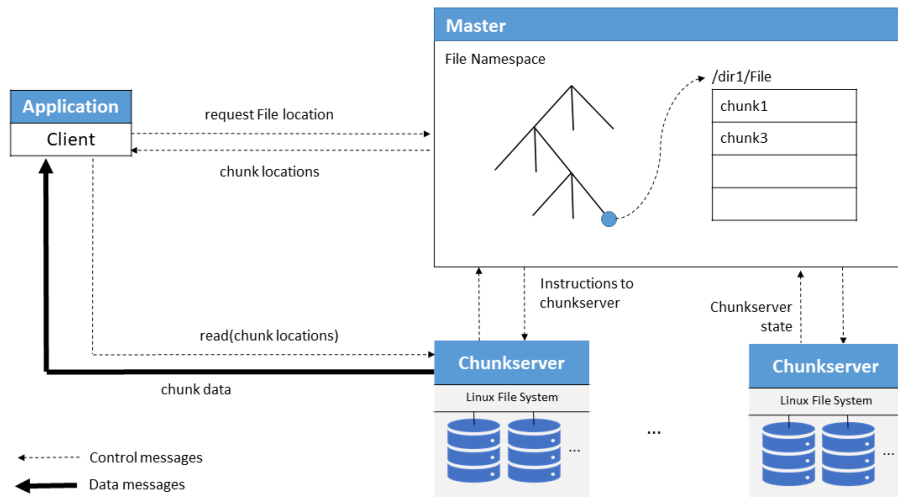 Master
File Namespace
/dir1/File
chunk1
chunk3
Application
Client
request File location
chunk locations
Instructions to
chunkserver
Chunkserver
state
read(chunk locations)
chunk data
Chunkserver
Linux File System
...
...
Chunkserver
Linux File System
...
Control messages
Data messages